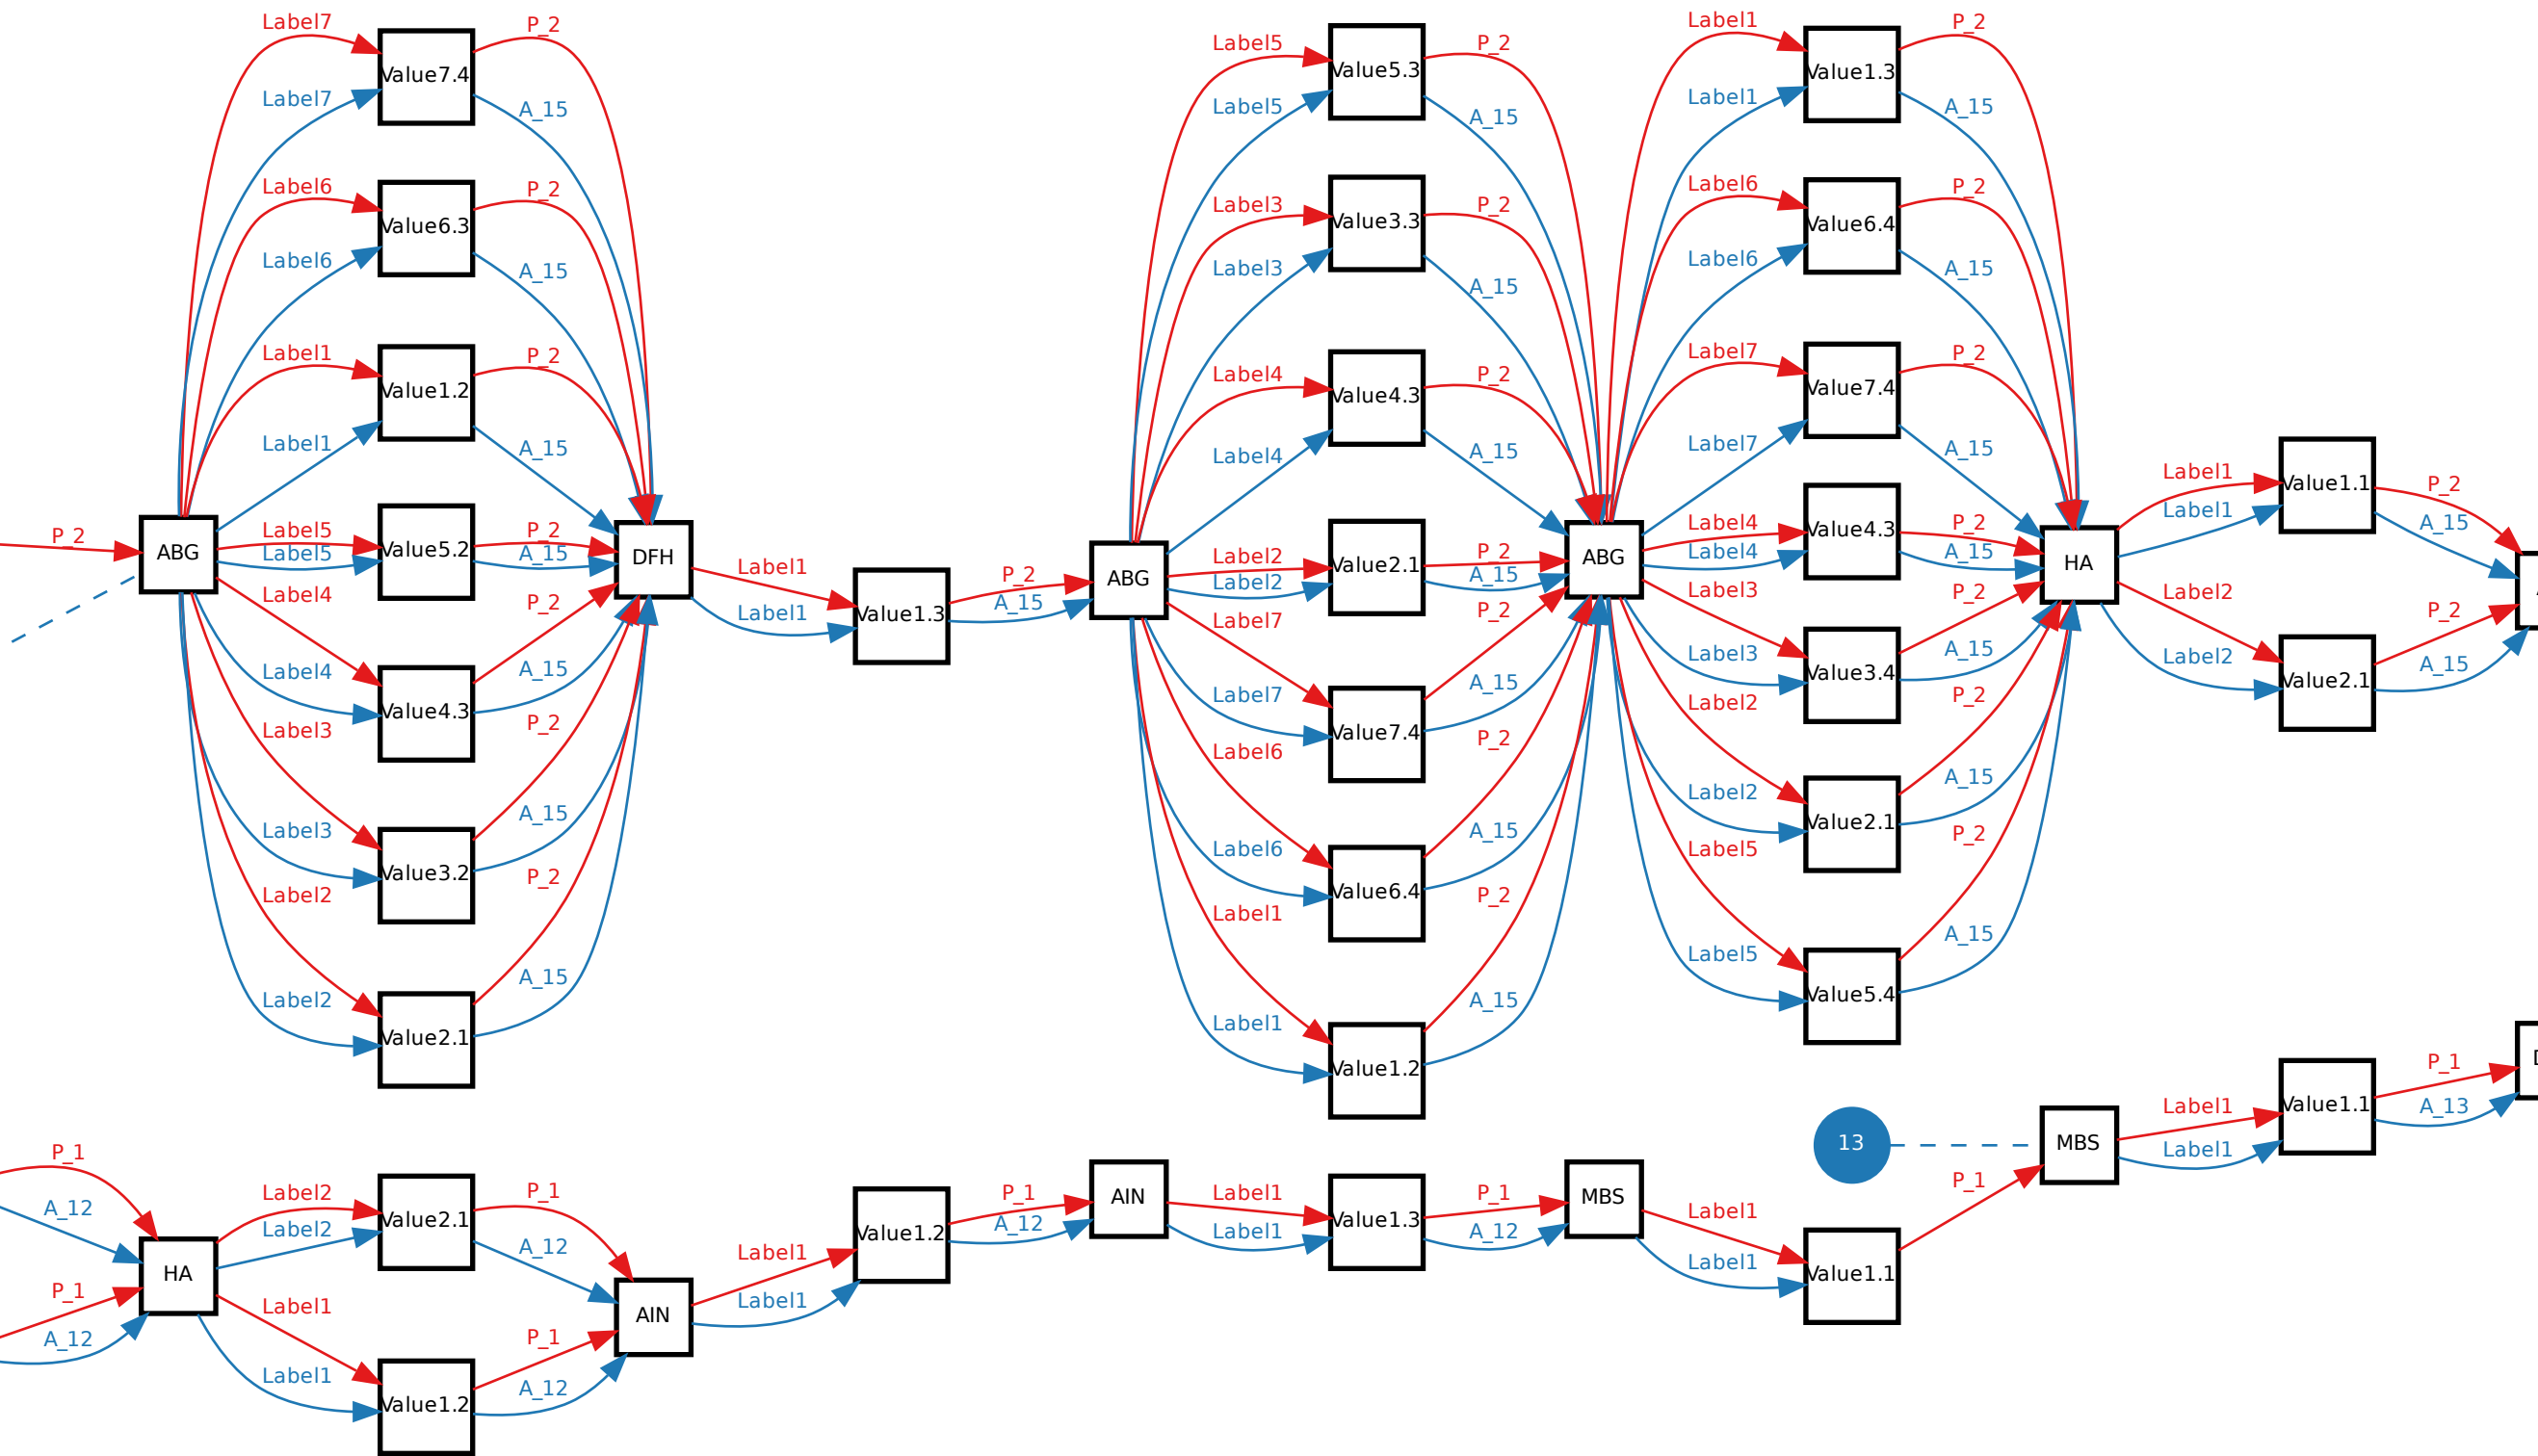 Label7
P_2
Label7
Value7.4
A_15
Label6
P_2
Label6
Value6.3
A_15
Label1
P_2
Value1.2
Label1
A_15
P_2
ABG
Label5
Label5
Value5.2
P_2
A_15
DFH
Label4
P_2
Label4
Value4.3
A_15
Label3
P_2
Label3
Value3.2
A_15
Label2
P_2
Label2
Value2.1
A_15
Label1
Label1
Value1.3
P_2
A_15
ABG
Label5
P_2
Value5.3
Label5
A_15
Label3
P_2
Value3.3
Label3
A_15
Label4
P_2
Value4.3
Label4
A_15
Label2
Label2
Value2.1
P_2
A_15
Label7
P_2
Label7
Value7.4
A_15
Label6
P_2
Label6
Value6.4
A_15
Label1
P_2
Label1
Value1.2
A_15
ABG
Label1
P_2
Value1.3
Label1
A_15
Label6
P_2
Value6.4
Label6
A_15
Label7
P_2
Value7.4
Label7
A_15
Label4
Label4
Value4.3
P_2
A_15
Label3
P_2
Label3
Value3.4
A_15
Label2
P_2
Label2
Value2.1
A_15
Label5
P_2
Label5
Value5.4
A_15
HA
Label1
Label1
Value1.1
P_2
A_15
Label2
Label2
Value2.1
P_2
A_15
P_1
A_12
P_1
A_12
HA
Label2
Label2
Value2.1
P_1
A_12
Label1
Label1
Value1.2
P_1
A_12
AIN
Label1
Label1
Value1.2
P_1
A_12
AIN
Label1
Label1
Value1.3
P_1
A_12
MBS
Label1
Label1
Value1.1
P_1
13
MBS
Label1
Label1
Value1.1
P_1
A_13